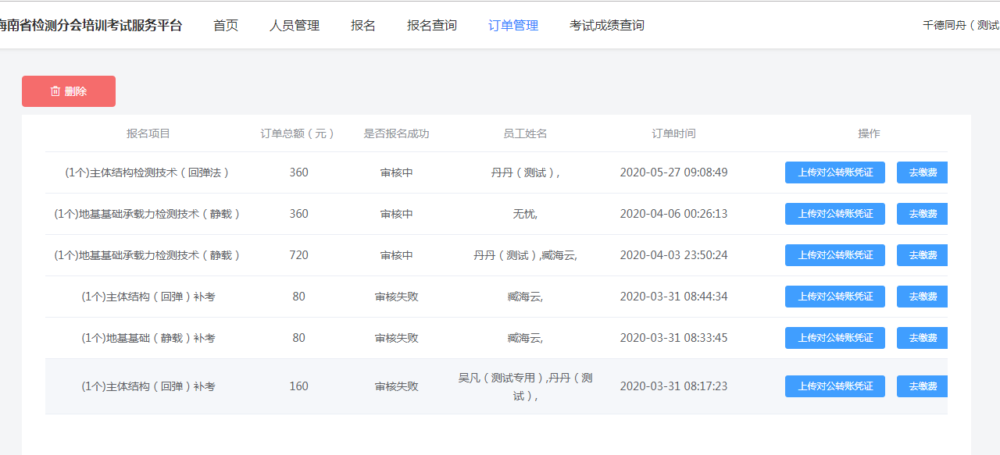 海南省检测分会培训考试服务平台 首页 人员管理 报名 报名查询 订单管理 考试成绩查询 千德同舟（测试
删除
报名项目 订单总额（元） 是否报名成功 员工姓名 订单时间 操作
(1个)主体结构检测技术（回弹法） 360 审核中 丹丹（测试）, 2020-05-27 09:08:49 上传对公转账凭证 去缴费
(1个)地基基础承载力检测技术（静载） 360 审核中 无忧, 2020-04-06 00:26:13 上传对公转账凭证 去缴费
(1个)地基基础承载力检测技术（静载） 720 审核中 丹丹（测试）,臧海云, 2020-04-03 23:50:24 上传对公转账凭证 去缴费
(1个)主体结构（回弹）补考 80 审核失败 臧海云, 2020-03-31 08:44:34 上传对公转账凭证 去缴费
(1个)地基基础（静载）补考 80 审核失败 臧海云, 2020-03-31 08:33:45 上传对公转账凭证 去缴费
(1个)主体结构（回弹）补考 160 审核失败 吴凡（测试专用）,丹丹（测 2020-03-31 08:17:23 上传对公转账凭证 去缴费
试）,